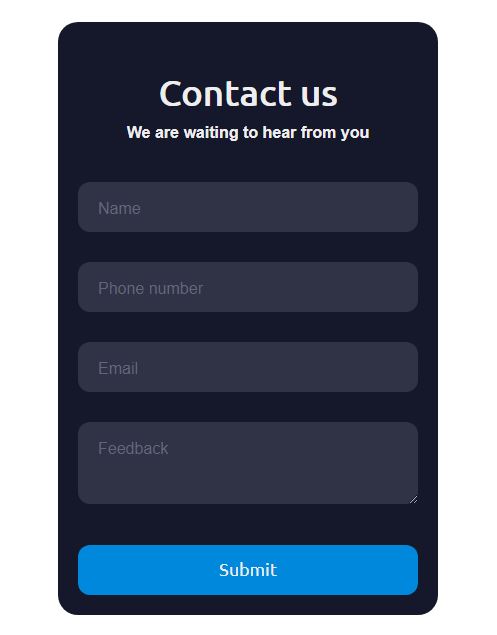 Contact us
We are waiting to hear from you
Name
Phone number
Email
Feedback
Submit